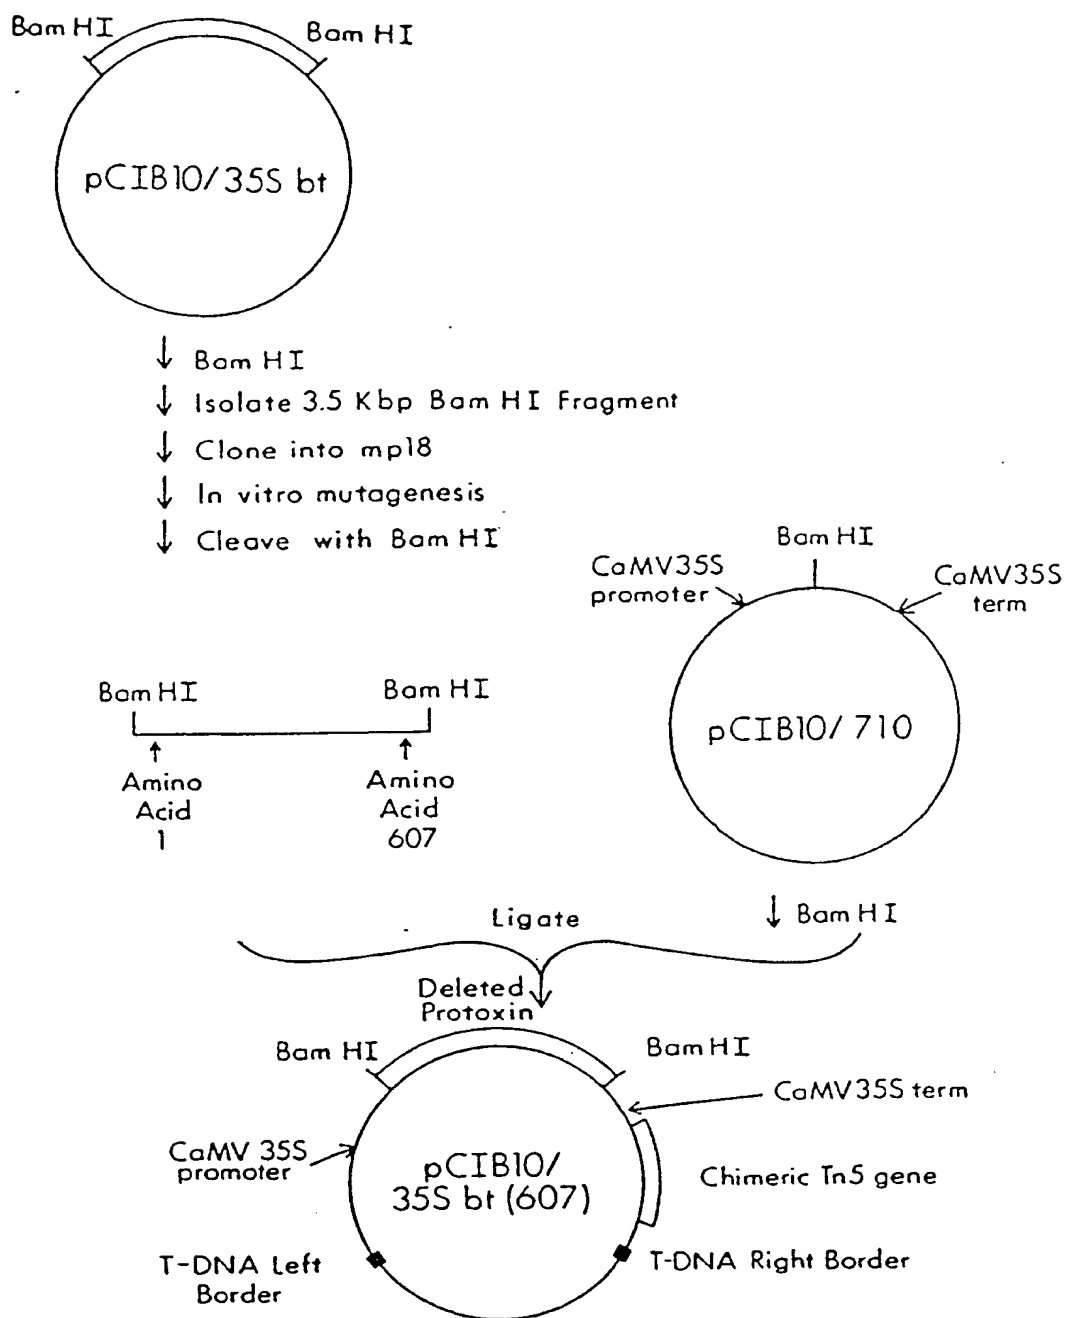 Bam HI
Bam HI
pCIB10/35S bt
↓ Bam HI
↓ Isolate 3.5 Kbp Bam HI Fragment
↓ Clone into mp18
↓ In vitro mutagenesis
↓ Cleave with Bam HI
Bam HI
CaMV35S
promoter
CaMV35S
term
pCIB10/710
Bam HI
Bam HI
Amino
Acid
1
Amino
Acid
607
↓ Bam HI
Ligate
Deleted
Protoxin
Bam HI
Bam HI
CaMV35S term
CaMV 35S
promoter
pCIB10/
35S bt (607)
Chimeric Tn5 gene
T-DNA Left
Border
T-DNA Right Border